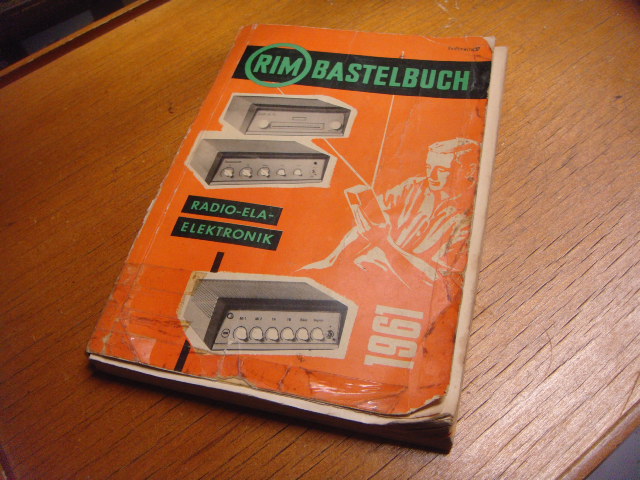 RIM BASTELBUCH
RADIO-ELA-
ELEKTRONIK
1961